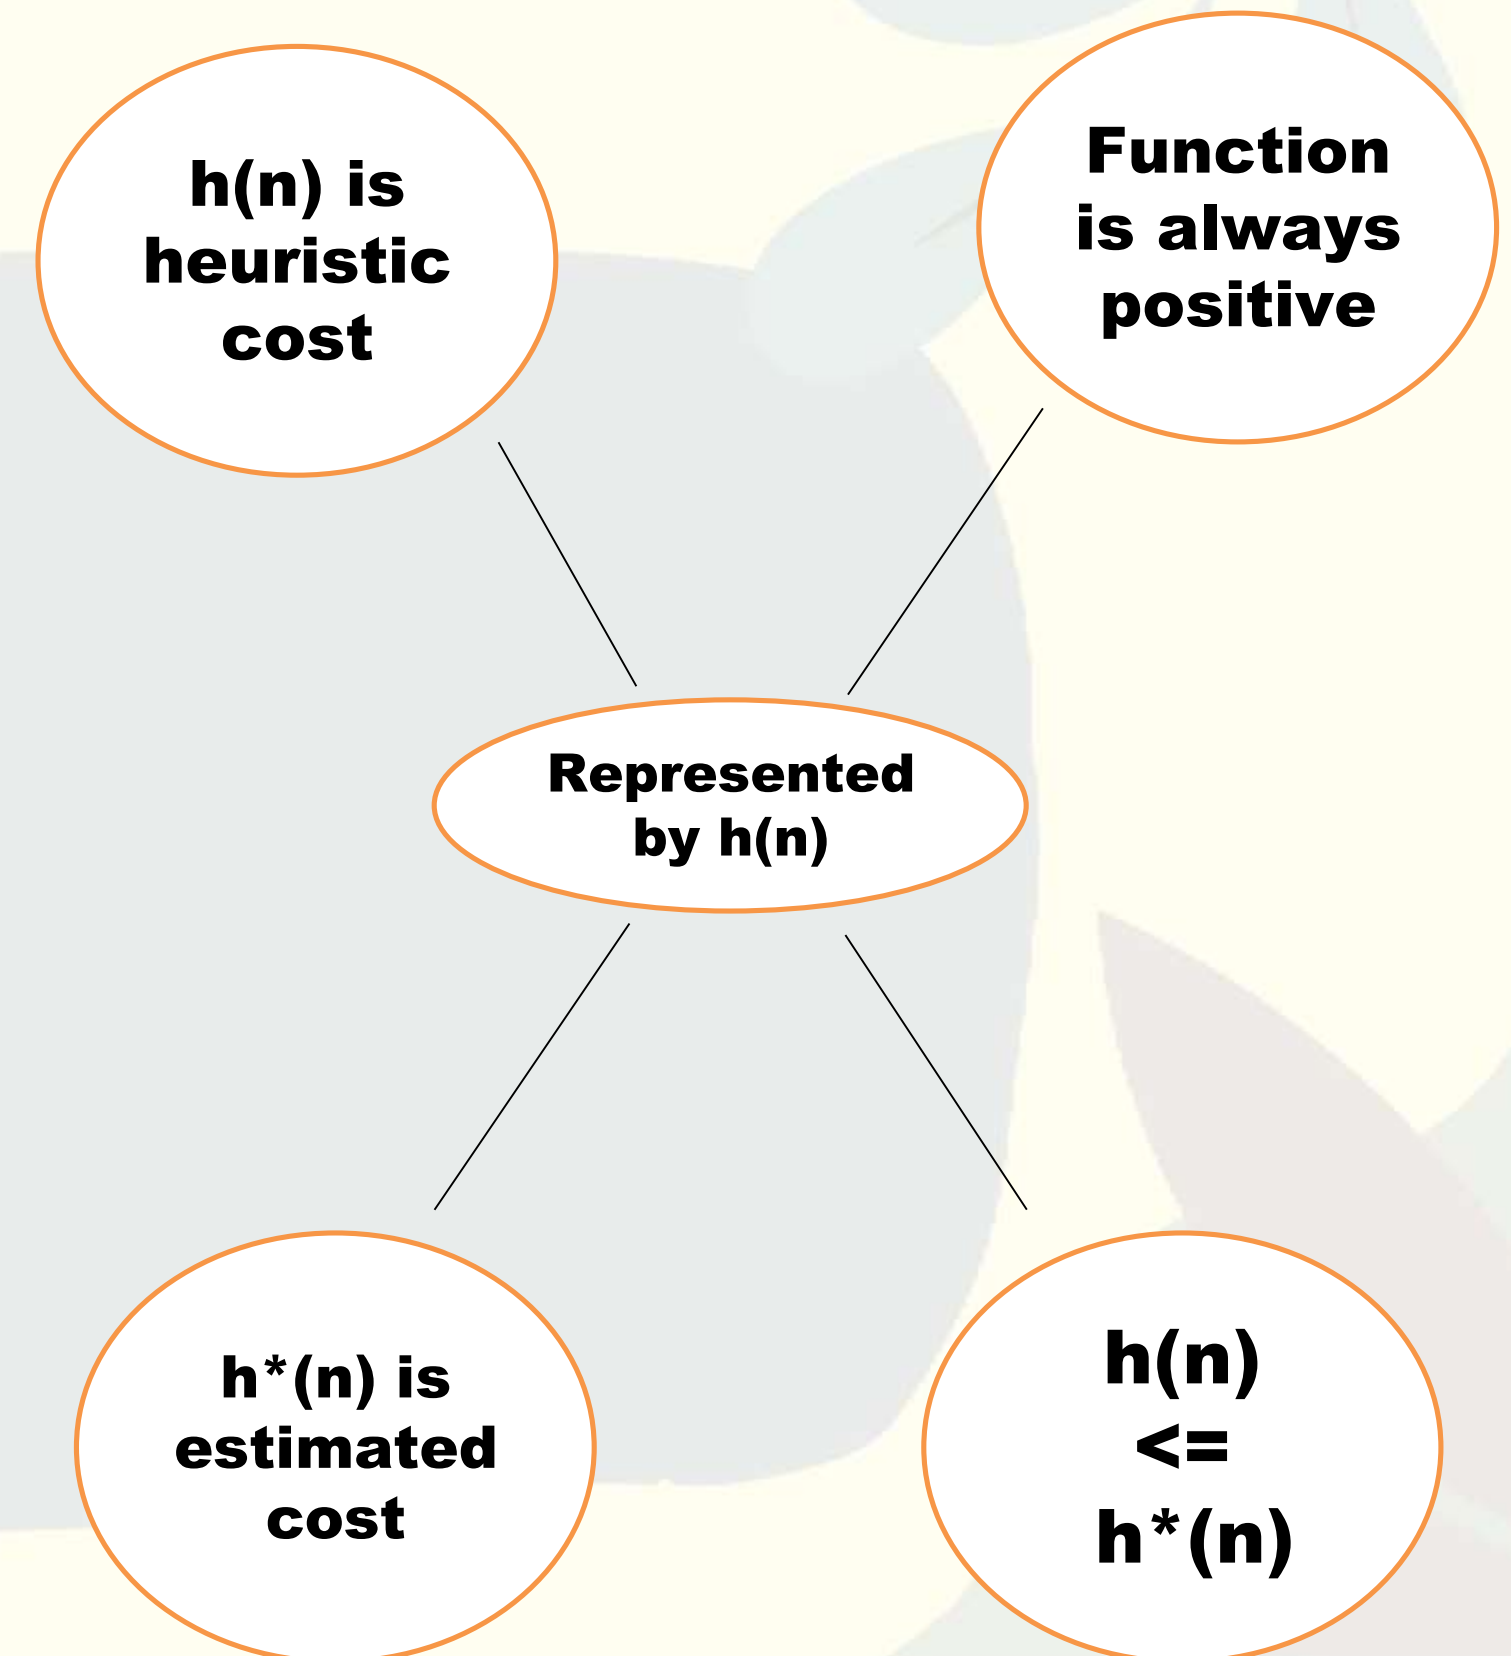 h(n) is
heuristic
cost
Function
is always
positive
Represented
by h(n)
h*(n) is
estimated
cost
h(n)
<=
h*(n)